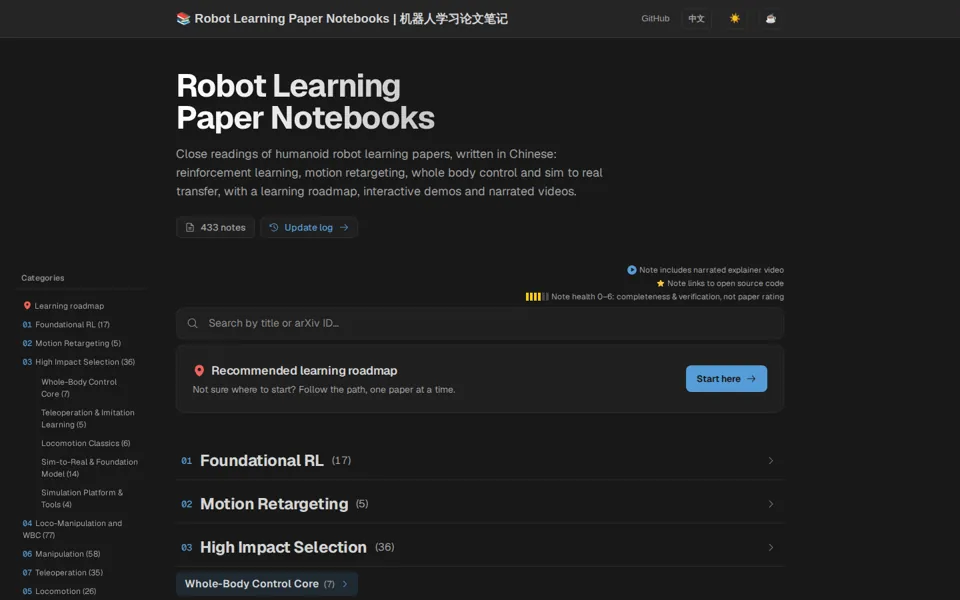 📚 Robot Learning Paper Notebooks | 机器人学习论文笔记
GitHub
中文
Robot Learning
Paper Notebooks
Close readings of humanoid robot learning papers, written in Chinese:
reinforcement learning, motion retargeting, whole body control and sim to real
transfer, with a learning roadmap, interactive demos and narrated videos.
433 notes
Update log →
Categories
Learning roadmap
01 Foundational RL (17)
02 Motion Retargeting (5)
03 High Impact Selection (36)
Whole-Body Control
Core (7)
Teleoperation & Imitation
Learning (5)
Locomotion Classics (6)
Sim-to-Real & Foundation
Model (14)
Simulation Platform &
Tools (4)
04 Loco-Manipulation and
WBC (77)
06 Manipulation (58)
07 Teleoperation (35)
05 Locomotion (26)
Note includes narrated explainer video
Note links to open source code
Note health 0–6: completeness & verification, not paper rating
Search by title or arXiv ID...
Recommended learning roadmap
Not sure where to start? Follow the path, one paper at a time.
Start here →
01 Foundational RL (17)
02 Motion Retargeting (5)
03 High Impact Selection (36)
Whole-Body Control Core (7)